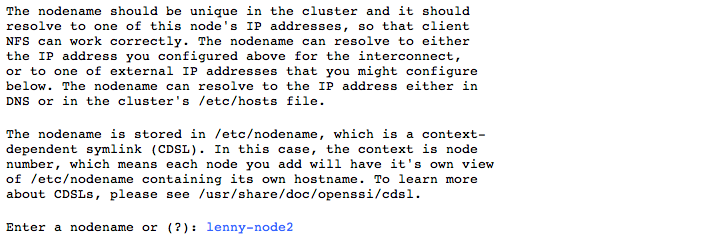 The nodename should be unique in the cluster and it should
resolve to one of this node's IP addresses, so that client
NFS can work correctly. The nodename can resolve to either
the IP address you configured above for the interconnect,
or to one of external IP addresses that you might configure
below. The nodename can resolve to the IP address either in
DNS or in the cluster's /etc/hosts file.

The nodename is stored in /etc/nodename, which is a context-
dependent symlink (CDSL). In this case, the context is node
number, which means each node you add will have it's own view
of /etc/nodename containing its own hostname. To learn more
about CDSLs, please see /usr/share/doc/openssi/cdsl.

Enter a nodename or (?): lenny-node2